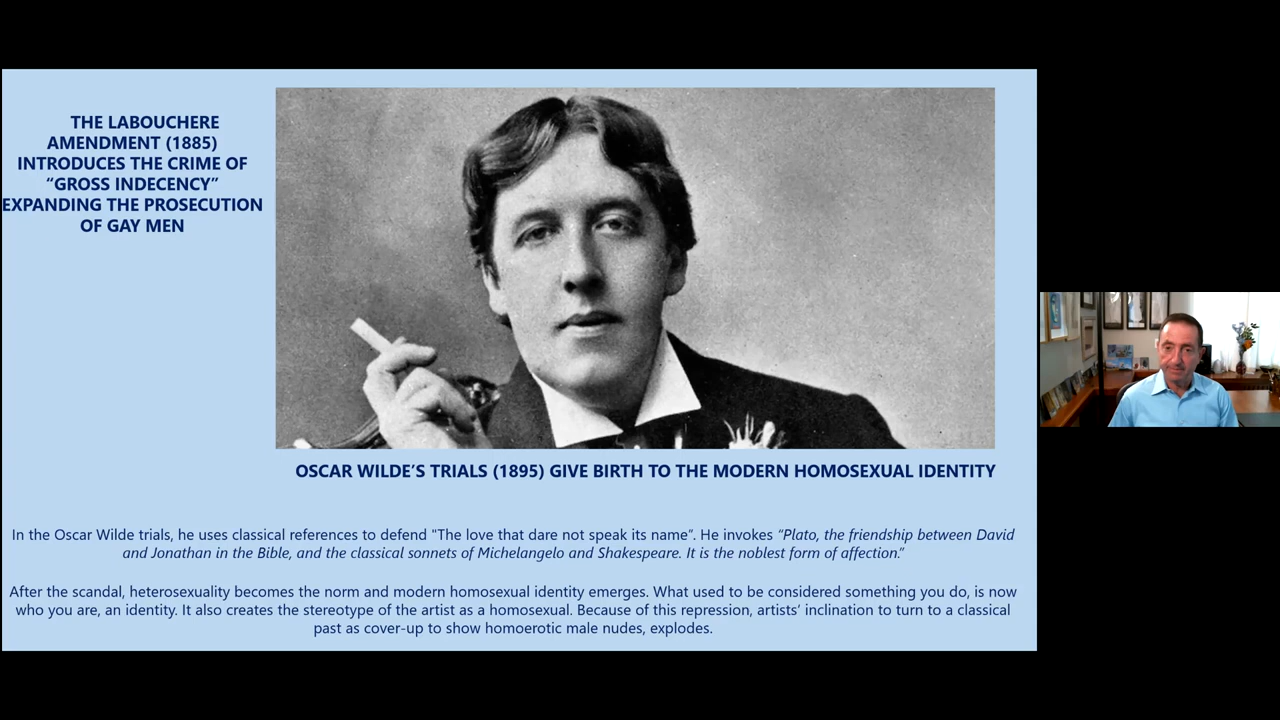 THE LABOUCHERE
AMENDMENT (1885)
INTRODUCES THE CRIME OF
“GROSS INDECENCY”
EXPANDING THE PROSECUTION
OF GAY MEN
OSCAR WILDE’S TRIALS (1895) GIVE BIRTH TO THE MODERN HOMOSEXUAL IDENTITY
In the Oscar Wilde trials, he uses classical references to defend "The love that dare not speak its name”. He invokes “Plato, the friendship between David
and Jonathan in the Bible, and the classical sonnets of Michelangelo and Shakespeare. It is the noblest form of affection.”
After the scandal, heterosexuality becomes the norm and modern homosexual identity emerges. What used to be considered something you do, is now
who you are, an identity. It also creates the stereotype of the artist as a homosexual. Because of this repression, artists’ inclination to turn to a classical
past as cover-up to show homoerotic male nudes, explodes.